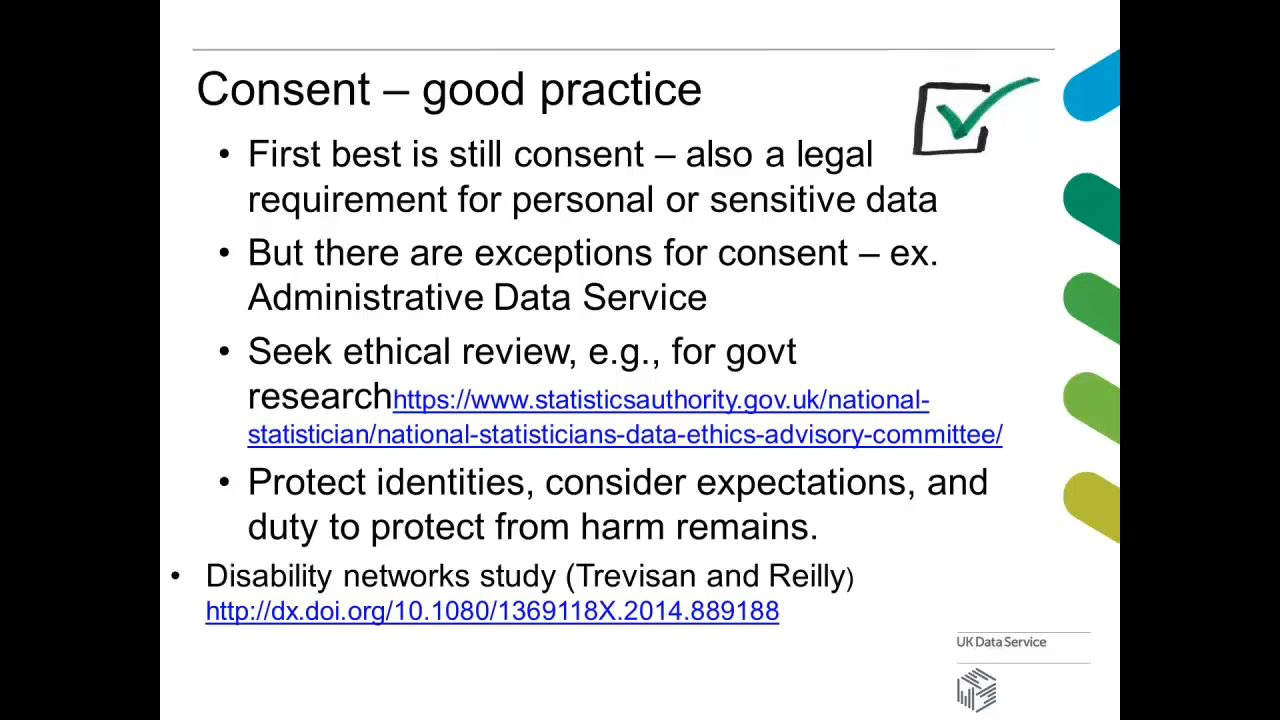 Consent – good practice
• First best is still consent – also a legal
requirement for personal or sensitive data
• But there are exceptions for consent – ex.
Administrative Data Service
• Seek ethical review, e.g., for govt
researchhttps://www.statisticsauthority.gov.uk/national-
statistician/national-statisticians-data-ethics-advisory-committee/
• Protect identities, consider expectations, and
duty to protect from harm remains.
• Disability networks study (Trevisan and Reilly)
http://dx.doi.org/10.1080/1369118X.2014.889188
UK Data Service